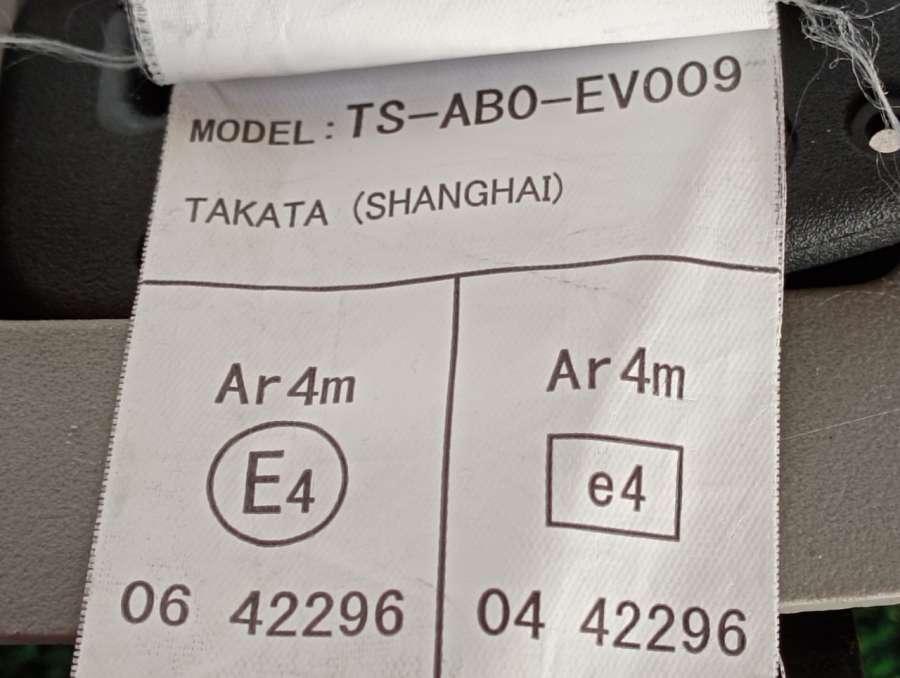 MODEL : TS-AB0-EV009
TAKATA (SHANGHAI)
Ar4m
E4
06 42296
Ar4m
e4
04 42296